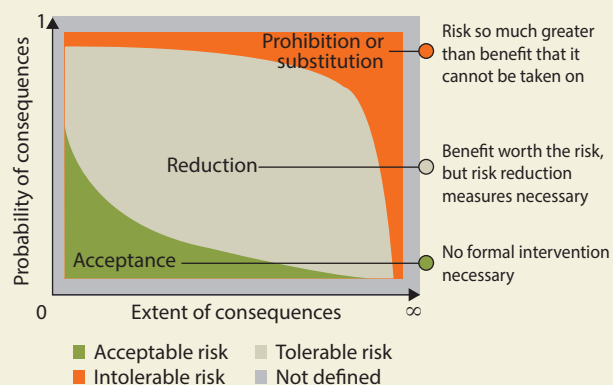 1
Probability of consequences
Prohibition or
substitution
Risk so much greater
than benefit that it
cannot be taken on
Reduction
Benefit worth the risk,
but risk reduction
measures necessary
Acceptance
No formal intervention
necessary
0
Extent of consequences
∞
Acceptable risk
Tolerable risk
Intolerable risk
Not defined